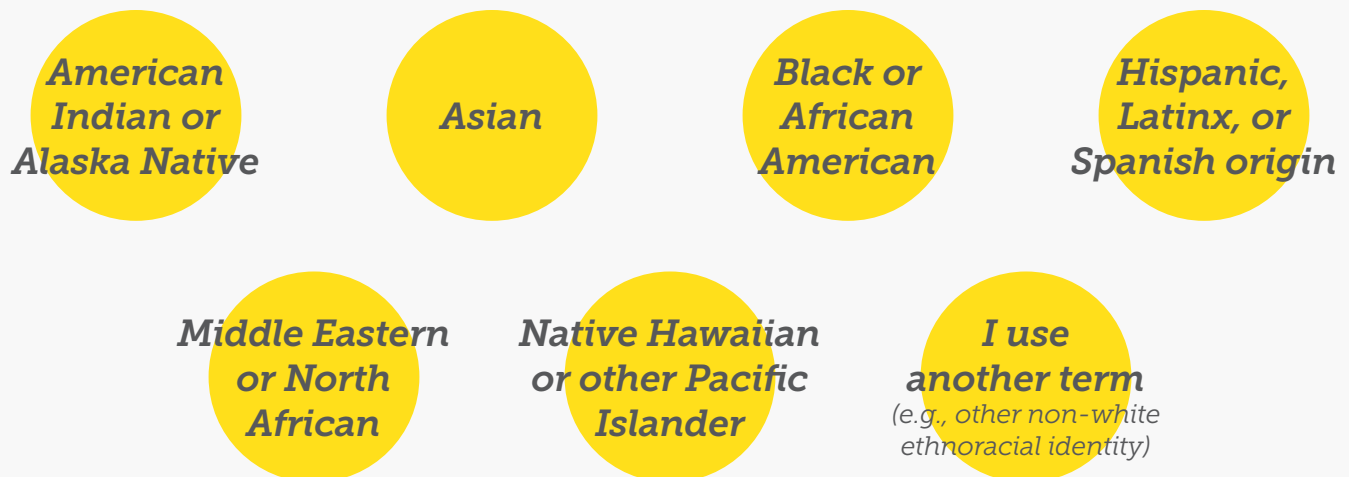 American
Indian or
Alaska Native
Asian
Black or
African
American
Hispanic,
Latinx, or
Spanish origin
Middle Eastern
or North
African
Native Hawaiian
or other Pacific
Islander
I use
another term
(e.g., other non-white
ethnoracial identity)